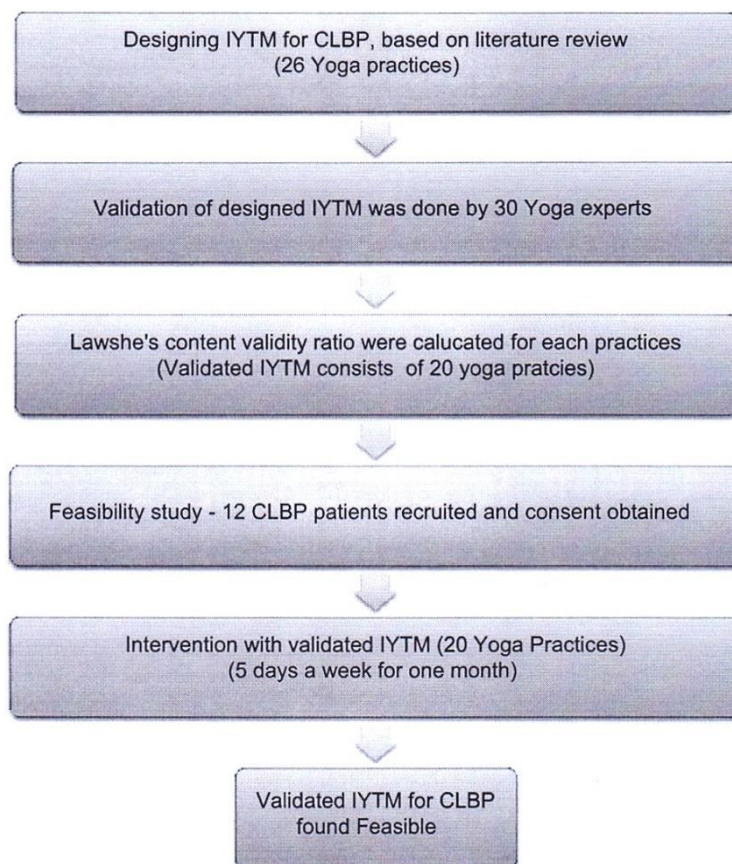 Designing IYTM for CLBP, based on literature review
(26 Yoga practices)
Validation of designed IYTM was done by 30 Yoga experts
Lawshe's content validity ratio were calucated for each practices
(Validated IYTM consists of 20 yoga pratcies)
Feasibility study - 12 CLBP patients recruited and consent obtained
Intervention with validated IYTM (20 Yoga Practices)
(5 days a week for one month)
Validated IYTM for CLBP
found Feasible